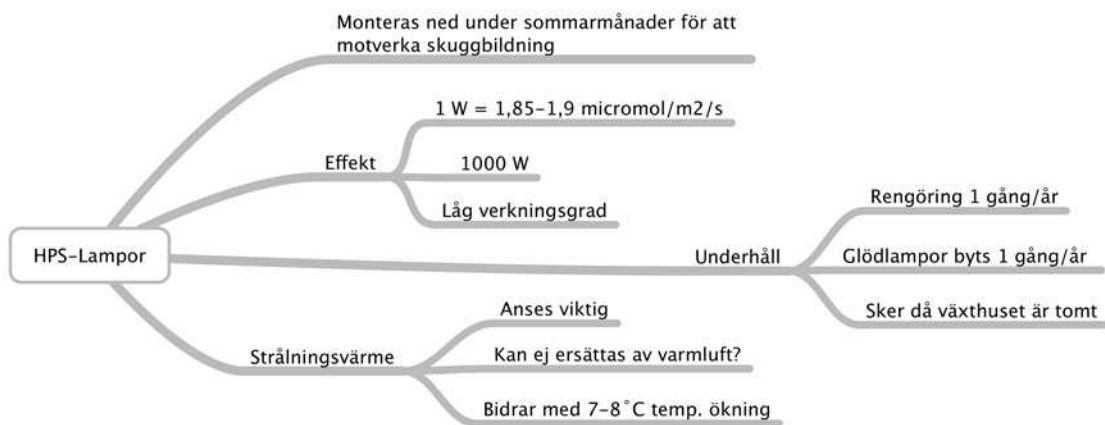 Monteras ned under sommarmånader för att
motverka skuggbildning
1 W = 1,85–1,9 micromol/m2/s
Effekt
1000 W
Låg verkningsgrad
Rengöring 1 gång/år
HPS–Lampor
Underhåll
Glödlampor byts 1 gång/år
Sker då växthuset är tomt
Anses viktig
Strålningsvärme
Kan ej ersättas av varmluft?
Bidrar med 7–8˚C temp. ökning